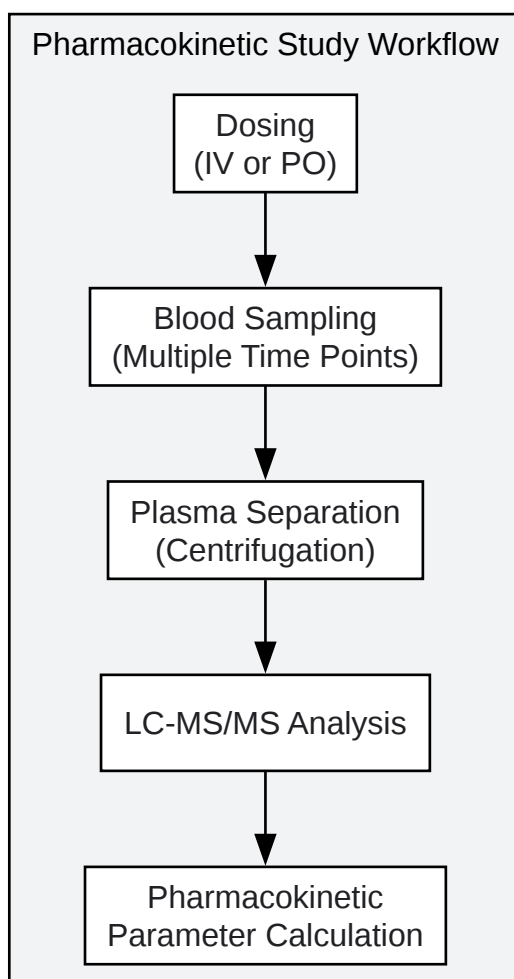 Pharmacokinetic Study Workflow
Dosing
(IV or PO)
Blood Sampling
(Multiple Time Points)
Plasma Separation
(Centrifugation)
LC-MS/MS Analysis
Pharmacokinetic
Parameter Calculation